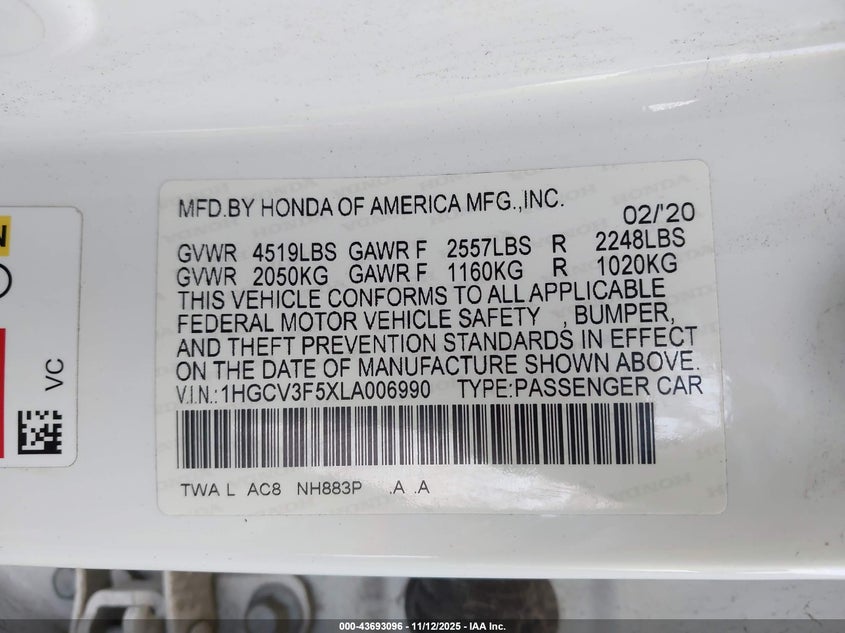 MFD.BY HONDA OF AMERICA MFG.,INC. 02/'20
GVWR 4519LBS GAWR F 2557LBS R 2248LBS
GVWR 2050KG GAWR F 1160KG R 1020KG
THIS VEHICLE CONFORMS TO ALL APPLICABLE
FEDERAL MOTOR VEHICLE SAFETY , BUMPER,
AND THEFT PREVENTION STANDARDS IN EFFECT
ON THE DATE OF MANUFACTURE SHOWN ABOVE.
V.I.N.:1HGCV3F5XLA006990 TYPE:PASSENGER CAR
TWA L AC8 NH883P .A .A
N
VC
000-43693096 - 11/12/2025 - IAA Inc.